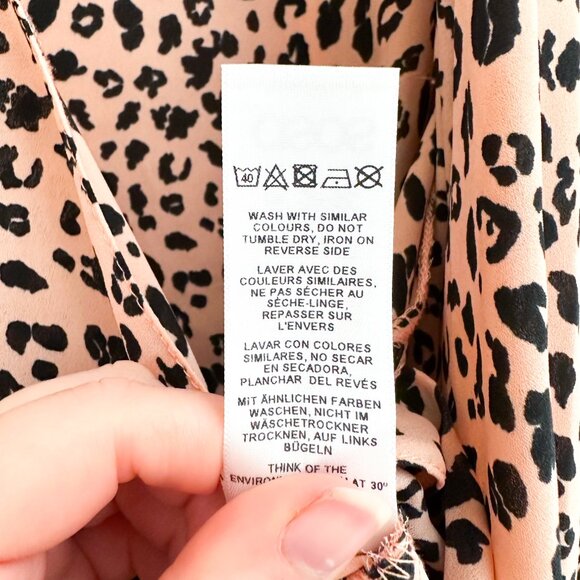 40
WASH WITH SIMILAR
COLOURS, DO NOT
TUMBLE DRY, IRON ON
REVERSE SIDE
LAVER AVEC DES
COULEURS SIMILAIRES,
NE PAS SÉCHER AU
SÈCHE-LINGE,
REPASSER SUR
L'ENVERS
LAVAR CON COLORES
SIMILARES, NO SECAR
EN SECADORA,
PLANCHAR DEL REVÉS
MIT ÄHNLICHEN FARBEN
WASCHEN, NICHT IM
WÄSCHETROCKNER
TROCKNEN, AUF LINKS
BÜGELN
THINK OF THE
AT 30°